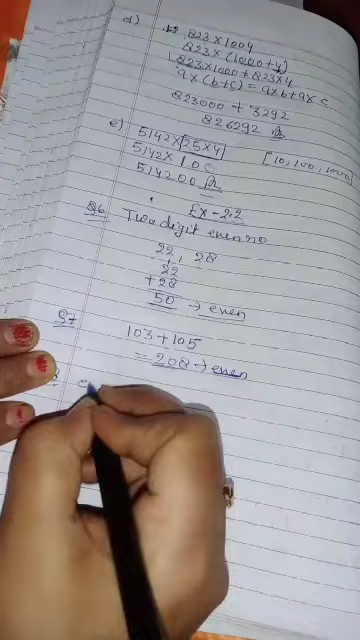 d) 823 × 1004
823 × (1000+4)
823×1000 + 823×4
a×(b+c) = a×b+a×c
823000 + 3292
826292
e) 5142×25×4
5142 × 100 [10, 100, 1000]
514200
Ex - 2.2
Q6 Two digit even no
22, 28
22
+ 28
50 → even
Q7 103 + 105
= 208 → even